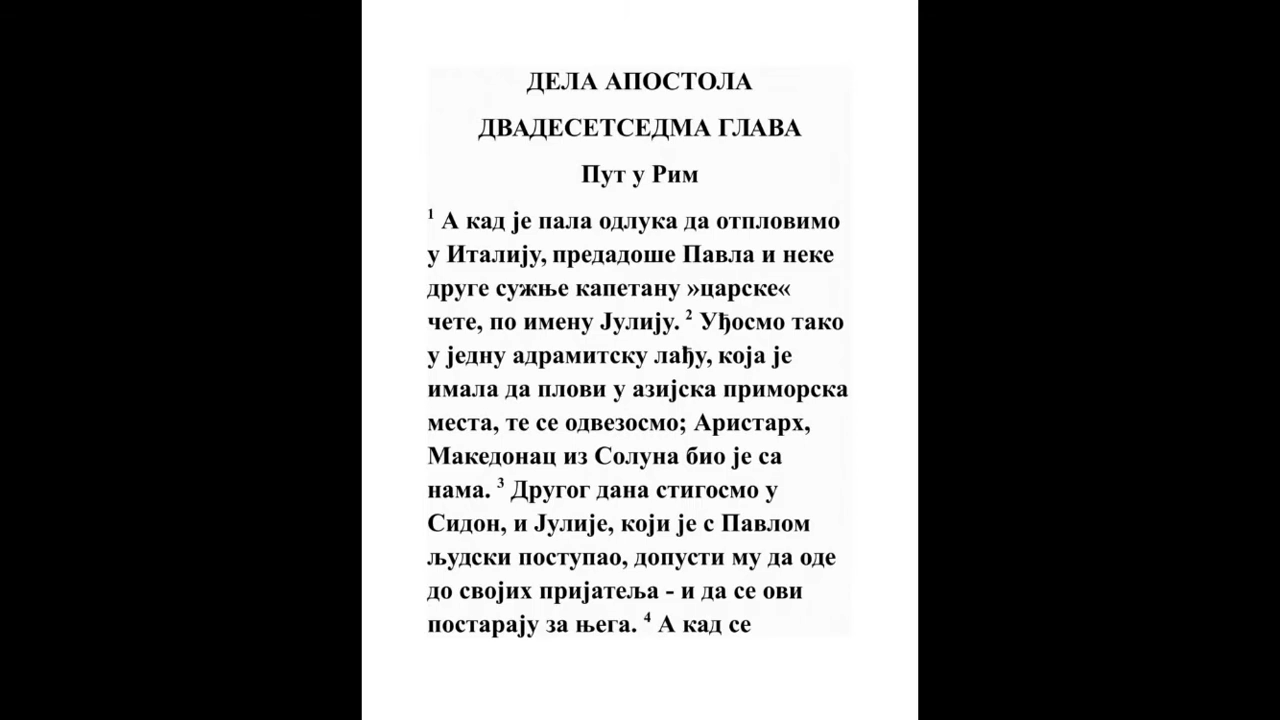 ДЕЛА АПОСТОЛА
ДВАДЕСЕТСЕДМА ГЛАВА
Пут у Рим
¹ А кад је пала одлука да отпловимо
у Италију, предадоше Павла и неке
друге сужње капетану »царске«
чете, по имену Јулију. ² Уђосмо тако
у једну адрамитску лађу, која је
имала да плови у азијска приморска
места, те се одвезосмо; Аристарх,
Македонац из Солуна био је са
нама. ³ Другог дана стигосмо у
Сидон, и Јулије, који је с Павлом
људски поступао, допусти му да оде
до својих пријатеља - и да се ови
постарају за њега. ⁴ А кад се